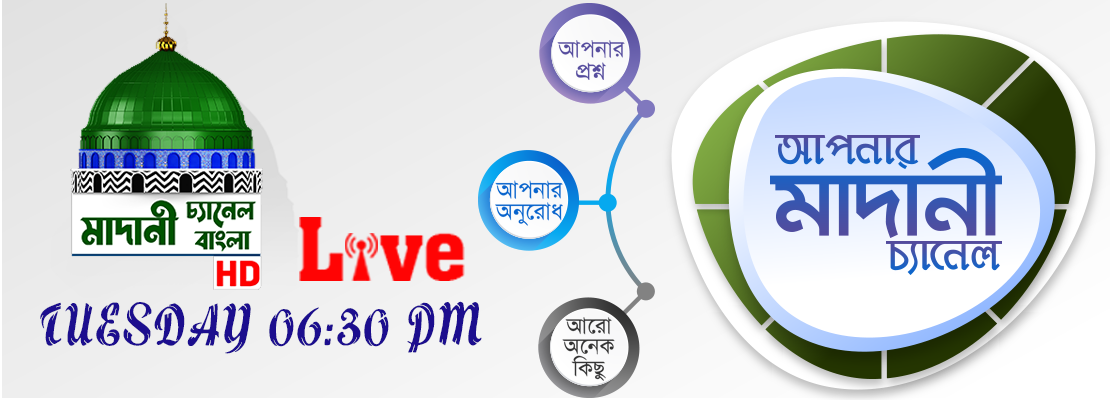 মাদানী চ্যানেল
বাংলা
HD
Live
TUESDAY 06:30 PM
আপনার
প্রশ্ন
আপনার
অনুরোধ
আরো
অনেক
কিছু
আপনার
মাদানী
চ্যানেল